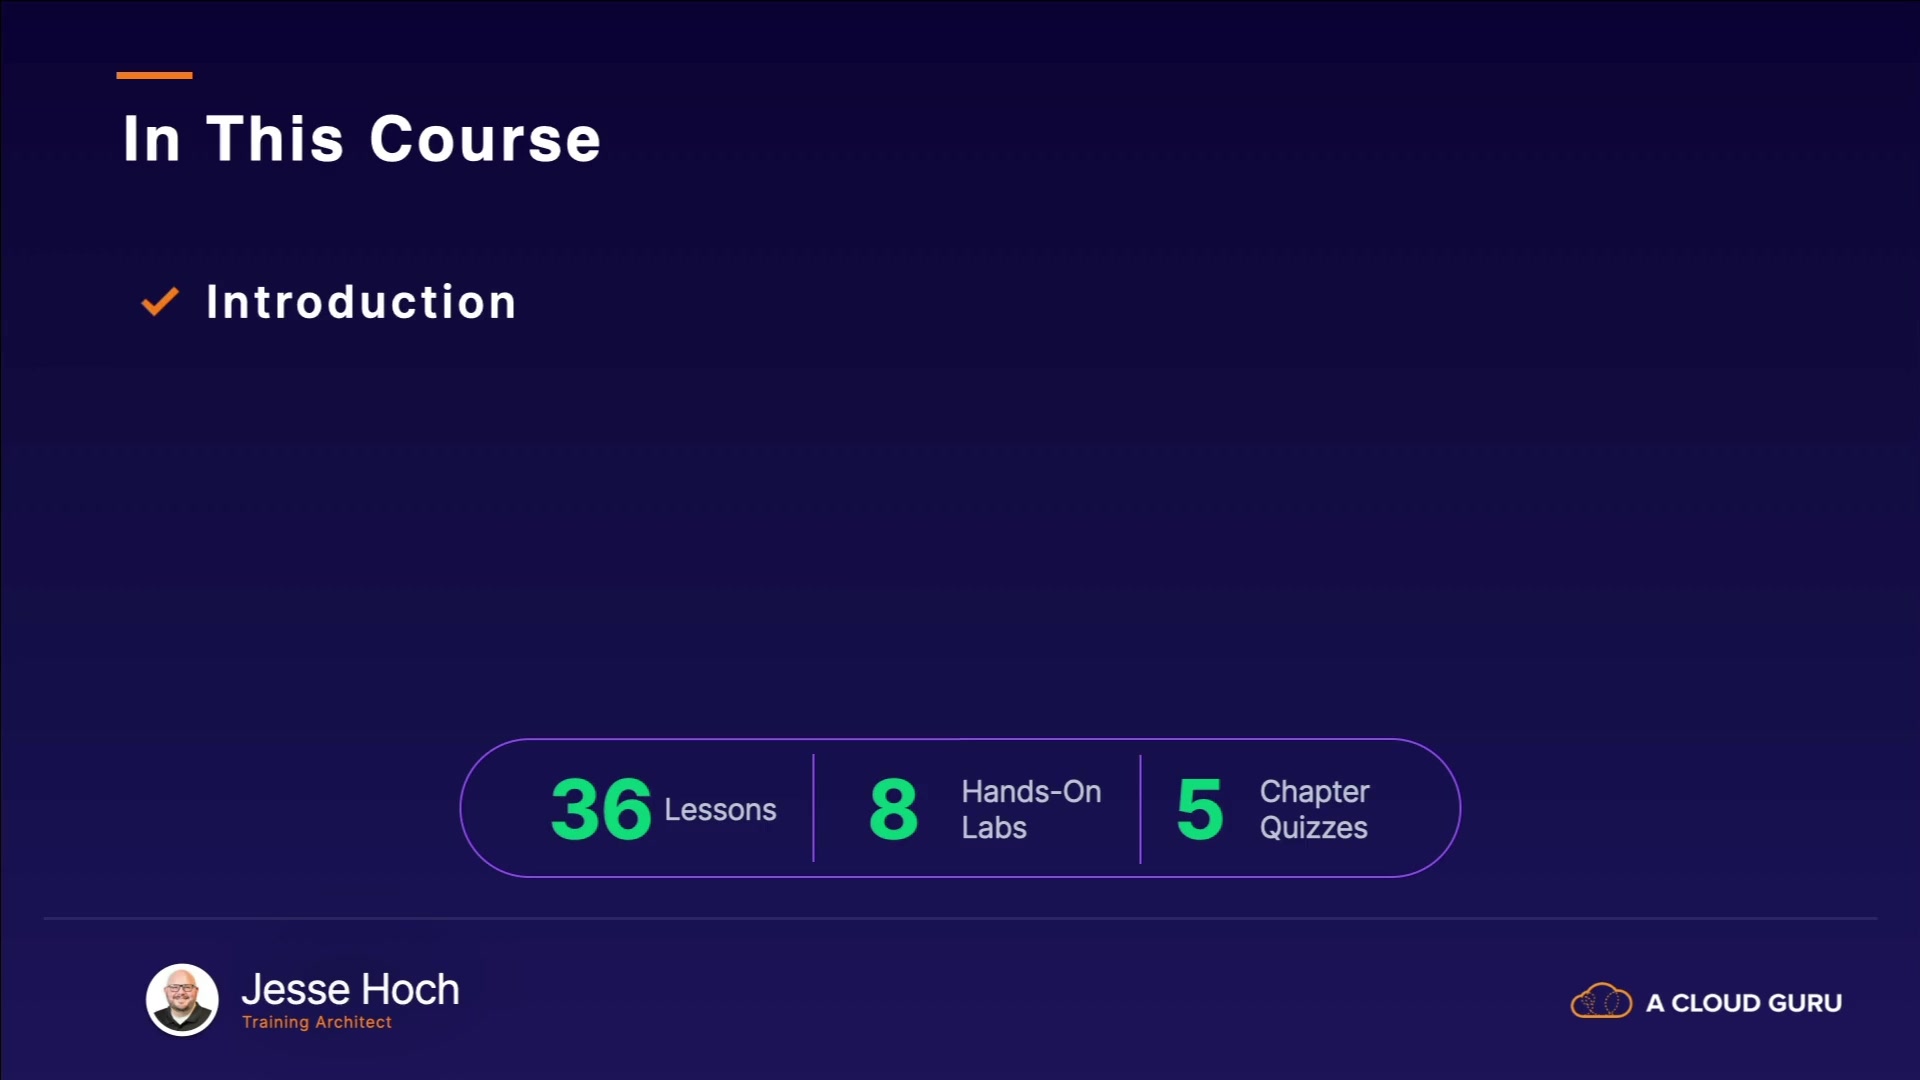 In This Course
Introduction
36 Lessons
8 Hands-On
Labs
5 Chapter
Quizzes
Jesse Hoch
Training Architect
A CLOUD GURU